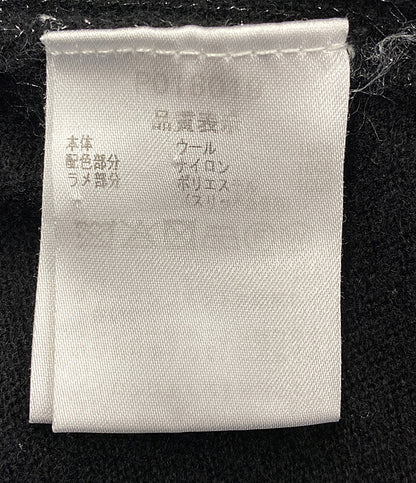 品質表示
本体 ウール
配色部分 ナイロン
ラメ部分 ポリエス